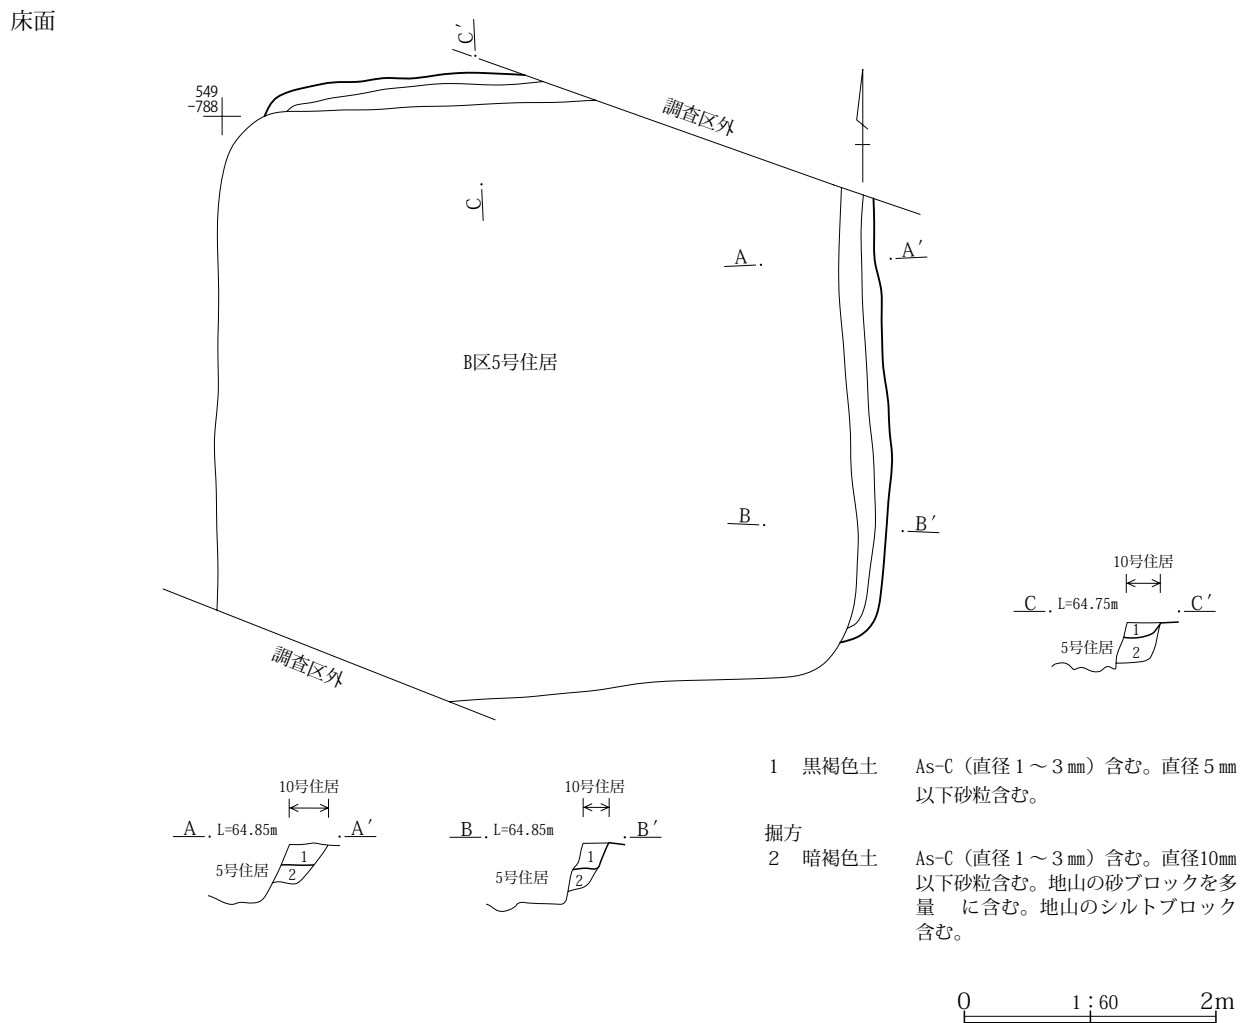 床面
C′
549
-788
調査区外
C
A
A′
B区5号住居
B
B′
調査区外
10号住居
C
L=64.75m
C′
1
5号住居
2
10号住居
A
L=64.85m
A′
1
5号住居
2
10号住居
B
L=64.85m
B′
1
5号住居
2
1 黒褐色土 As-C（直径１～３㎜）含む。直径５㎜
以下砂粒含む。
掘方
２ 暗褐色土 As-C（直径１～３㎜）含む。直径10㎜
以下砂粒含む。地山の砂ブロックを多
量　に含む。地山のシルトブロック
含む。
0 1：60 2m